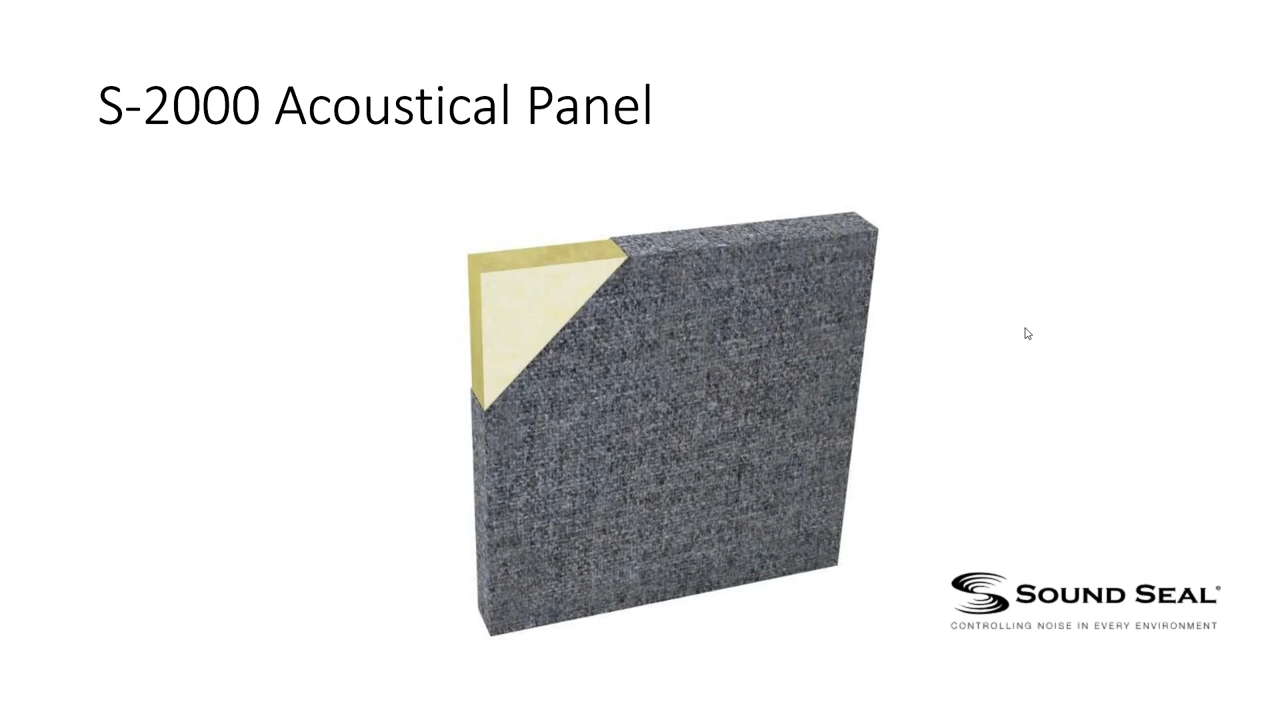 S-2000 Acoustical Panel
SOUND SEAL®
CONTROLLING NOISE IN EVERY ENVIRONMENT